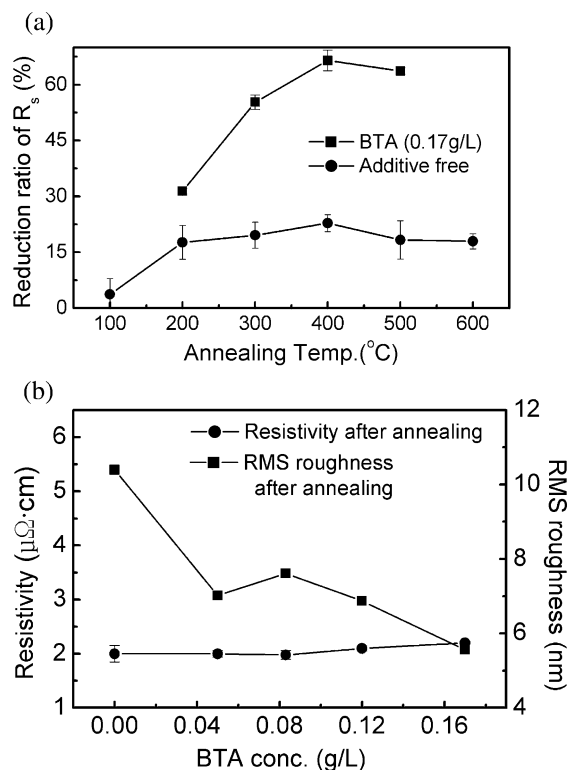 (a)
Reduction ratio of Rs (%)
60
45
30
15
0
BTA (0.17g/L)
Additive free
100 200 300 400 500 600
Annealing Temp.(°C)
(b)
Resistivity (μΩ·cm)
6
5
4
3
2
1
Resistivity after annealing
RMS roughness
after annealing
12
10
8
6
4
RMS roughness (nm)
0.00 0.04 0.08 0.12 0.16
BTA conc. (g/L)